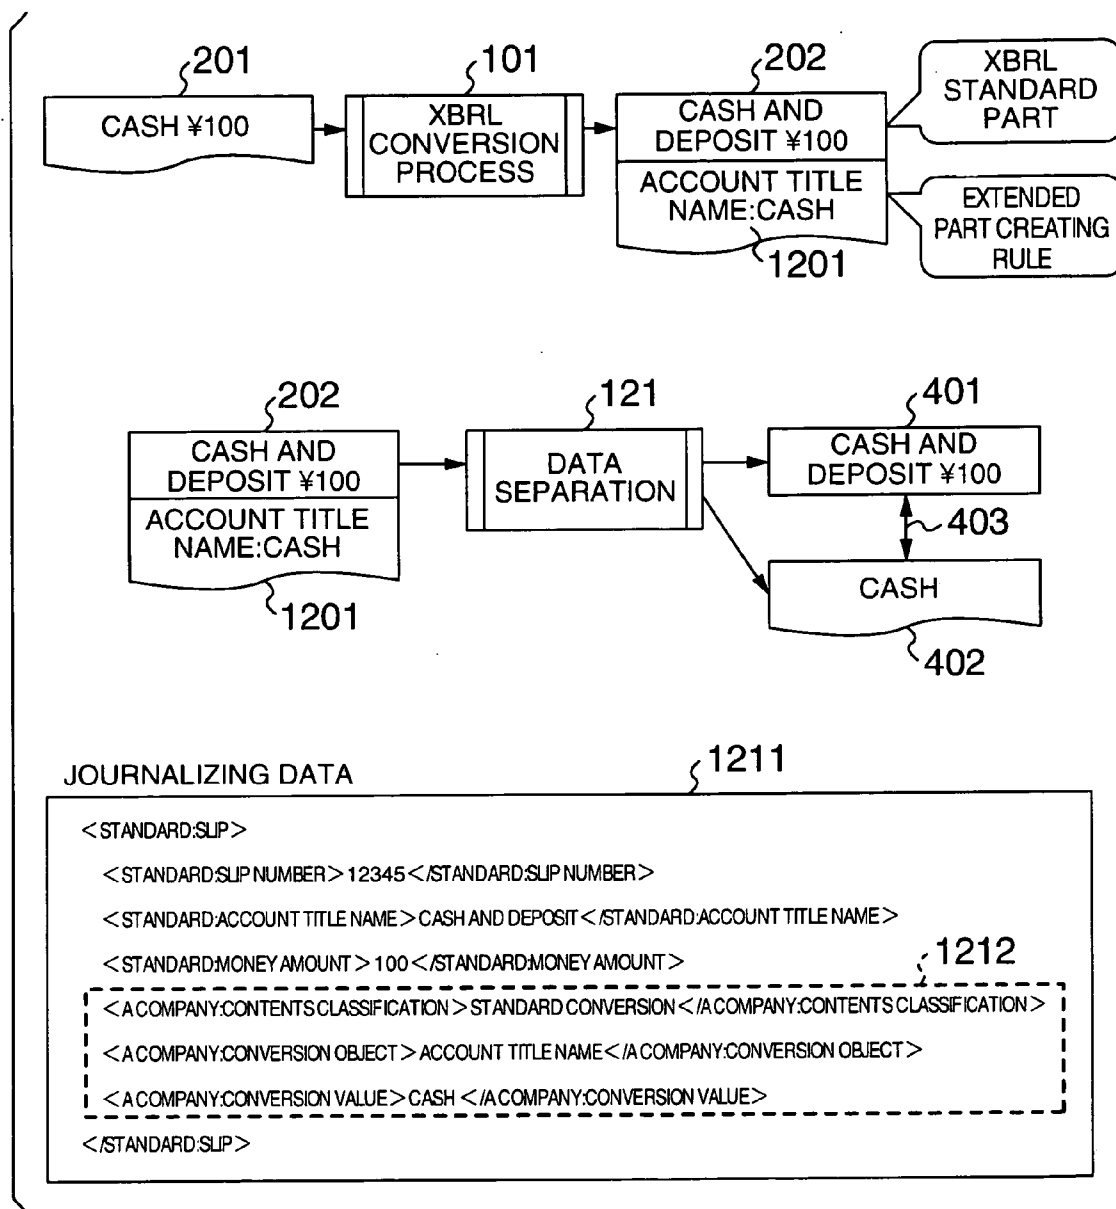 201
101
202
CASH ¥100
XBRL
CONVERSION
PROCESS
CASH AND
DEPOSIT ¥100
ACCOUNT TITLE
NAME:CASH
1201
XBRL
STANDARD
PART
EXTENDED
PART CREATING
RULE
202
121
401
CASH AND
DEPOSIT ¥100
ACCOUNT TITLE
NAME:CASH
1201
DATA
SEPARATION
CASH AND
DEPOSIT ¥100
403
CASH
402
JOURNALIZING DATA
1211
<STANDARD:SLIP>
<STANDARD:SLIP NUMBER>12345</STANDARD:SLIP NUMBER>
<STANDARD:ACCOUNT TITLE NAME>CASH AND DEPOSIT</STANDARD:ACCOUNT TITLE NAME>
<STANDARD:MONEY AMOUNT>100</STANDARD:MONEY AMOUNT>
1212
<A COMPANY:CONTENTS CLASSIFICATION>STANDARD CONVERSION</A COMPANY:CONTENTS CLASSIFICATION>
<A COMPANY:CONVERSION OBJECT>ACCOUNT TITLE NAME</A COMPANY:CONVERSION OBJECT>
<A COMPANY:CONVERSION VALUE>CASH</A COMPANY:CONVERSION VALUE>
</STANDARD:SLIP>